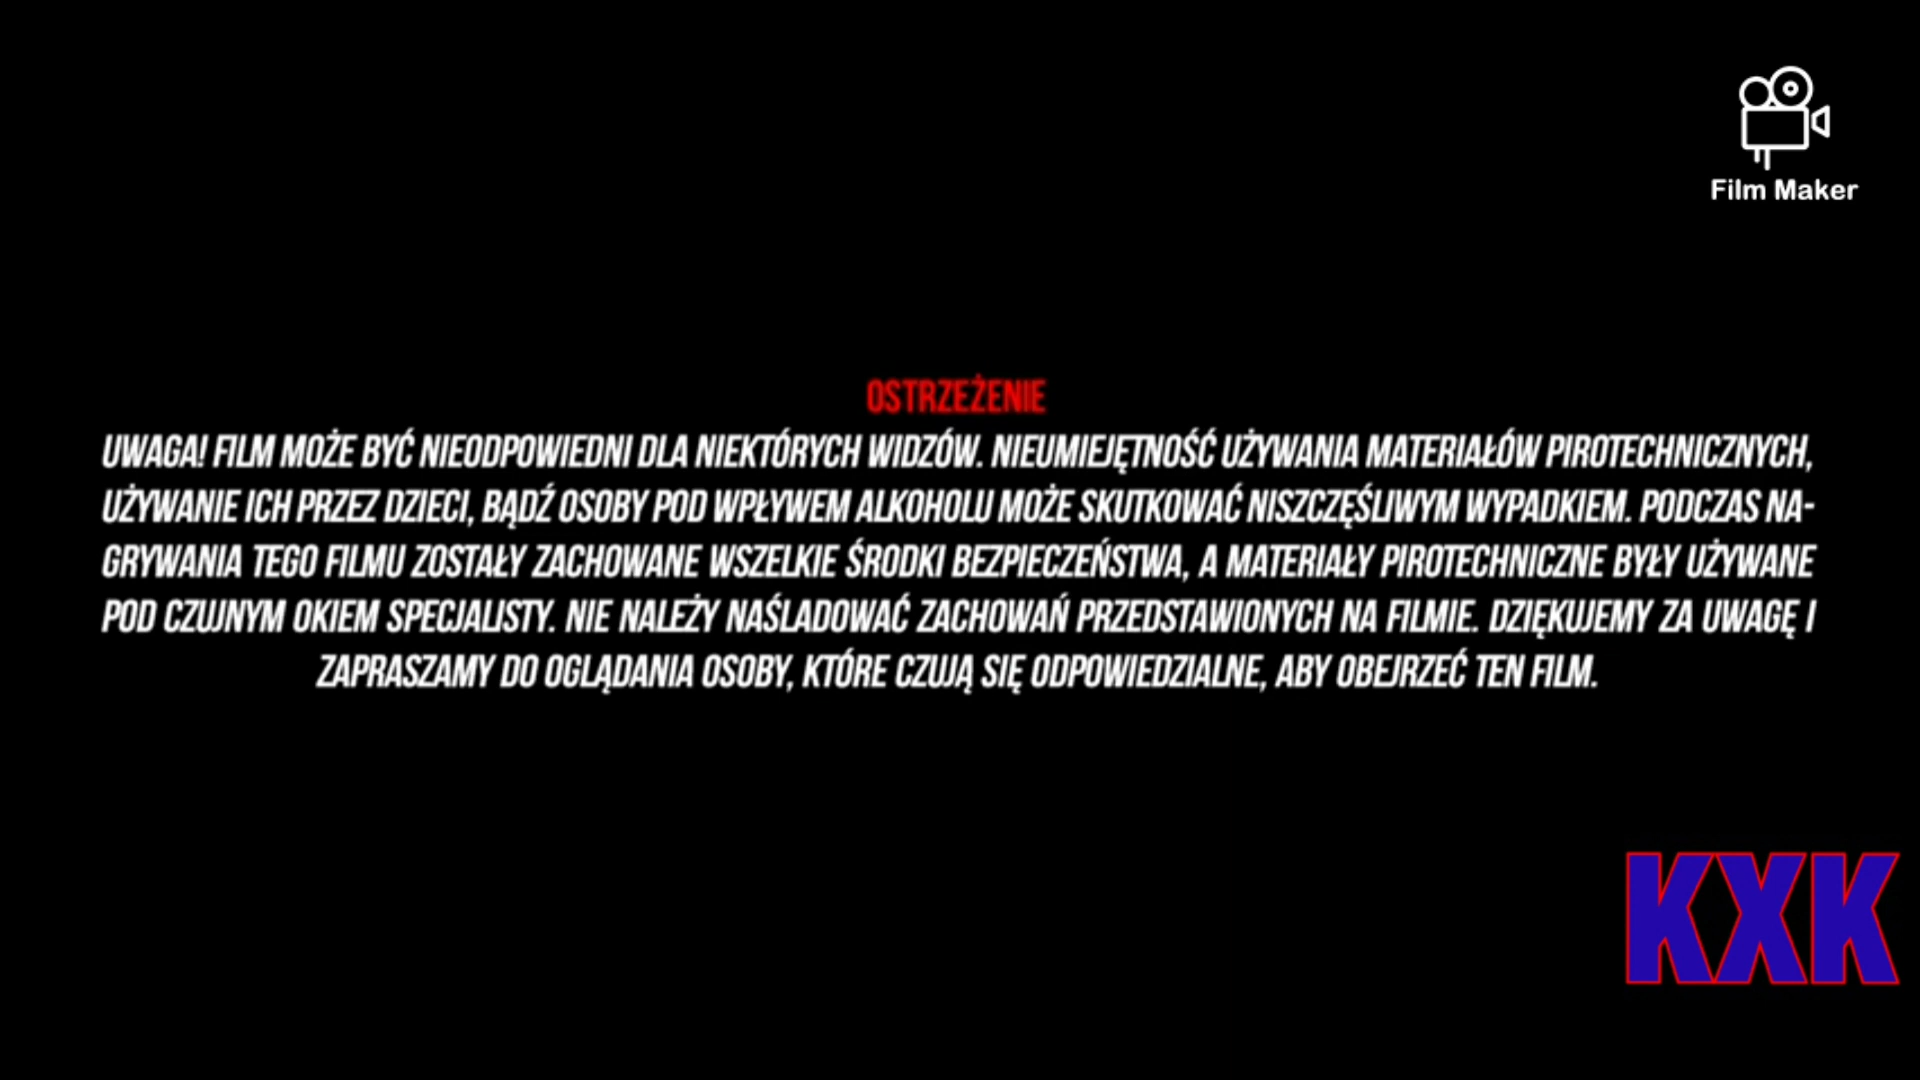 Film Maker
OSTRZEŻENIE
UWAGA! FILM MOŻE BYĆ NIEODPOWIEDNI DLA NIEKTÓRYCH WIDZÓW. NIEUMIEJĘTNOŚĆ UŻYWANIA MATERIAŁÓW PIROTECHNICZNYCH,
UŻYWANIE ICH PRZEZ DZIECI, BĄDŹ OSOBY POD WPŁYWEM ALKOHOLU MOŻE SKUTKOWAĆ NISZCZĘŚLIWYM WYPADKIEM. PODCZAS NA-
GRYWANIA TEGO FILMU ZOSTAŁY ZACHOWANE WSZELKIE ŚRODKI BEZPIECZEŃSTWA, A MATERIAŁY PIROTECHNICZNE BYŁY UŻYWANE
POD CZUJNYM OKIEM SPECJALISTY. NIE NALEŻY NAŚLADOWAĆ ZACHOWAŃ PRZEDSTAWIONYCH NA FILMIE. DZIĘKUJEMY ZA UWAGĘ I
ZAPRASZAMY DO OGLĄDANIA OSOBY, KTÓRE CZUJĄ SIĘ ODPOWIEDZIALNE, ABY OBEJRZEĆ TEN FILM.
KXK